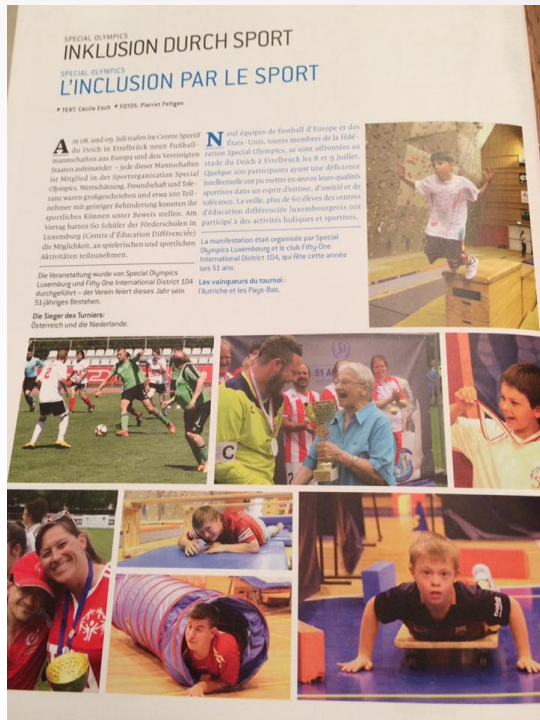 SPECIAL OLYMPICS
INKLUSION DURCH SPORT
SPECIAL OLYMPICS
L'INCLUSION PAR LE SPORT
TEXT: Cécile Esch FOTOS: Pierrot Feltgen
Am 08. und 09. Juli trafen im Centre Sportif
du Deich in Ettelbrück neun Fußball-
mannschaften aus Europa und den Vereinigten
Staaten aufeinander – jede dieser Mannschaften
ist Mitglied in der Sportorganisation Special
Olympics. Wertschätzung, Freundschaft und Tole-
ranz waren großgeschrieben und etwa 100 Teil-
nehmer mit geistiger Behinderung konnten ihr
sportliches Können unter Beweis stellen. Am
Vortag hatten 60 Schüler der Förderschulen in
Luxemburg (Centre d'Éducation Différenciée)
die Möglichkeit, an spielerischen und sportlichen
Aktivitäten teilzunehmen.
Die Veranstaltung wurde von Special Olympics
Luxemburg und Fifty-One International District 104
durchgeführt – der Verein feiert dieses Jahr sein
51-jähriges Bestehen.
Die Sieger des Turniers:
Österreich und die Niederlande.
Neuf équipes de football d'Europe et des
États-Unis, toutes membres de la fédé-
ration Special Olympics, se sont affrontées au
stade du Deich à Ettelbruck les 8 et 9 juillet.
Quelque 100 participants ayant une déficience
intellectuelle ont pu mettre en œuvre leurs qualités
sportives dans un esprit d'estime, d'amitié et de
tolérance. La veille, plus de 60 élèves des centres
d'éducation différenciée luxembourgeois ont
participé à des activités ludiques et sportives.
La manifestation était organisée par Special
Olympics Luxembourg et le club Fifty-One
International District 104, qui fête cette année
ses 51 ans.
Les vainqueurs du tournoi :
l'Autriche et les Pays-Bas.
2
51
C